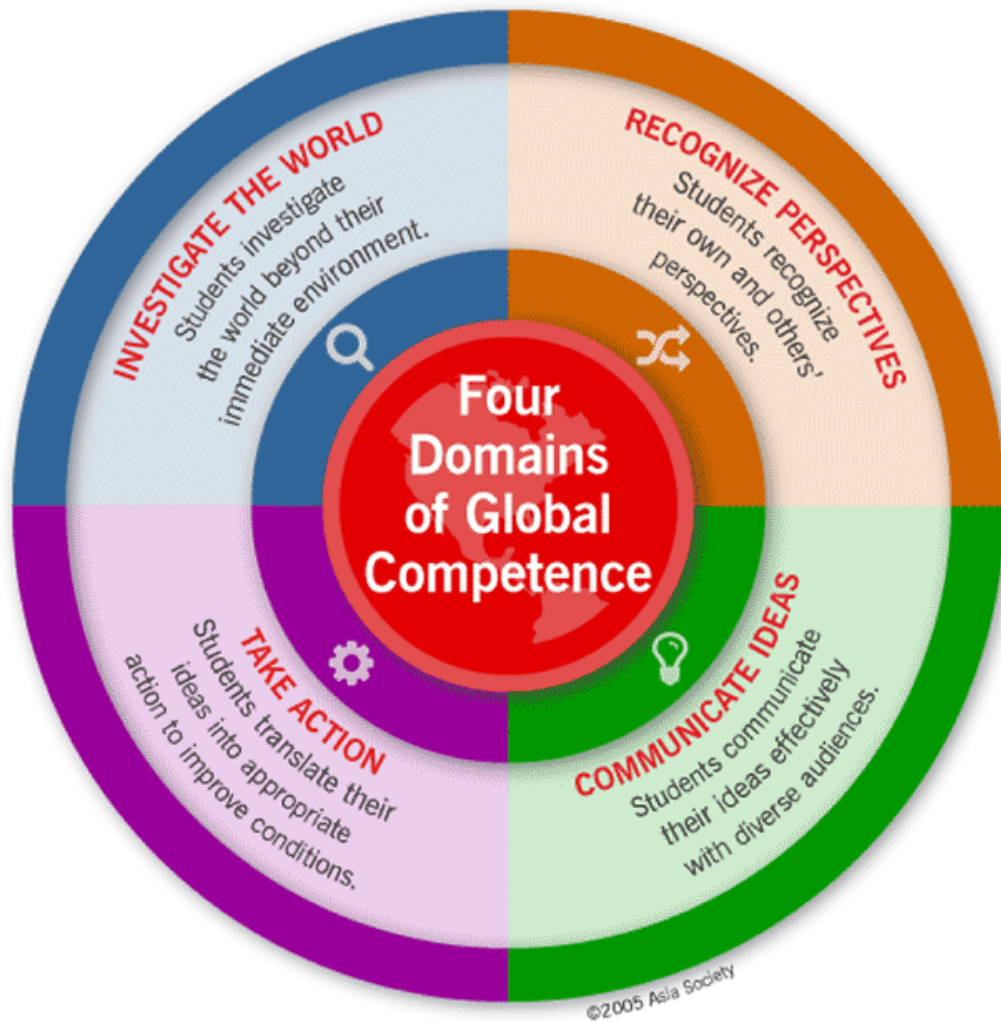 Four
Domains
of Global
Competence
INVESTIGATE THE WORLD
Students investigate
the world beyond their
immediate environment.
RECOGNIZE PERSPECTIVES
Students recognize
their own and others'
perspectives.
COMMUNICATE IDEAS
Students communicate
their ideas effectively
with diverse audiences.
TAKE ACTION
Students translate their
ideas into appropriate
action to improve conditions.
©2005 Asia Society